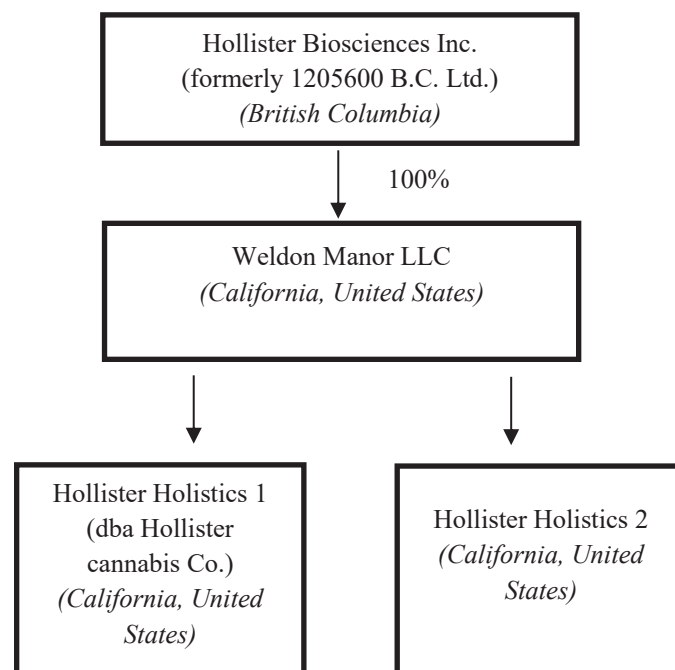 Hollister Biosciences Inc.
(formerly 1205600 B.C. Ltd.)
(British Columbia)
100%
Weldon Manor LLC
(California, United States)
Hollister Holistics 1
(dba Hollister
cannabis Co.)
(California, United
States)
Hollister Holistics 2
(California, United
States)